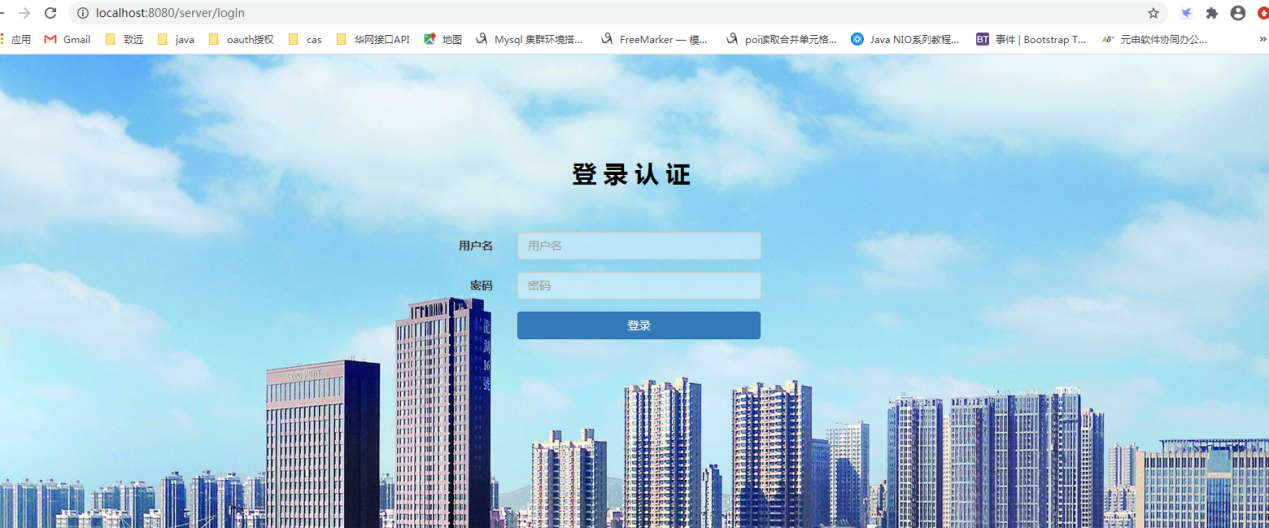 localhost:8080/server/login
应用 Gmail 致远 java oauth授权 cas 华网接口API 地图 Mysql 集群环境搭... FreeMarker — 模... poi读取合并单元格... Java NIO系列教程... BT 事件 | Bootstrap T... 元申软件协同办公... »
登 录 认 证
用户名 用户名
密码 密码
登录